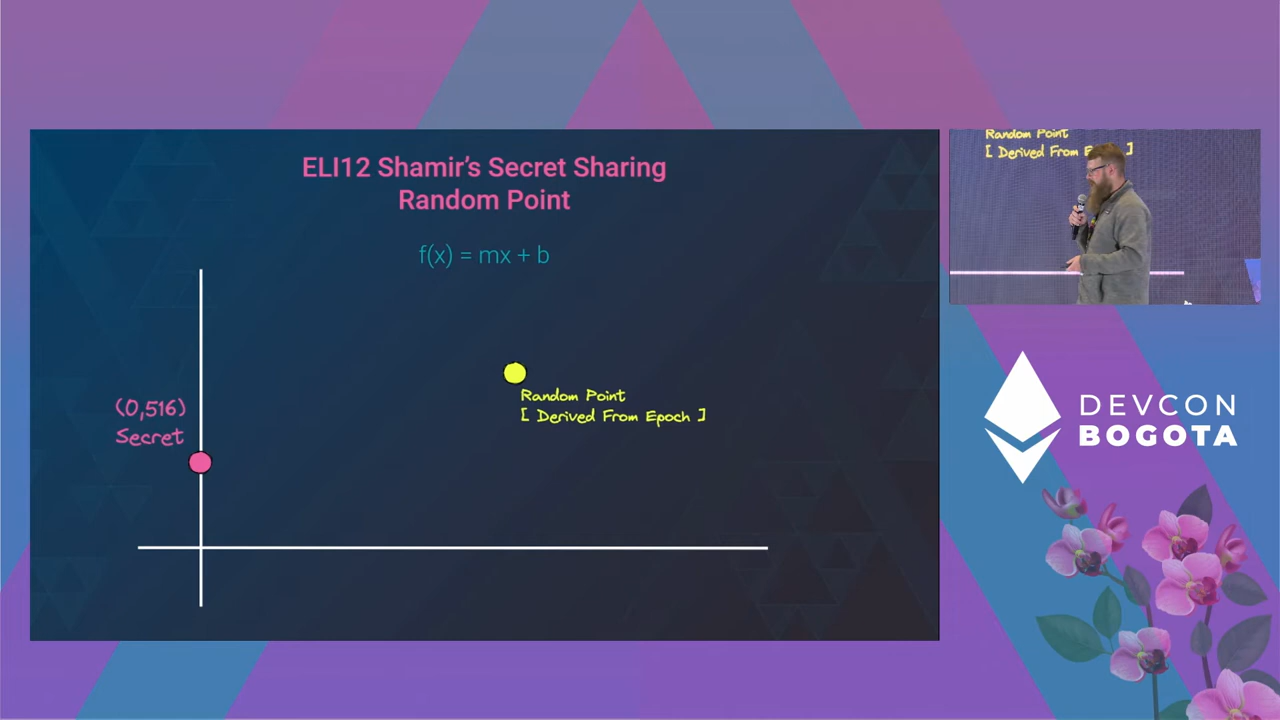 ELI12 Shamir's Secret Sharing
Random Point
f(x) = mx + b
(0,516)
Secret
Random Point
[ Derived From Epoch ]
Random Point
[ Derived From Ep
]
DEVCON
BOGOTA